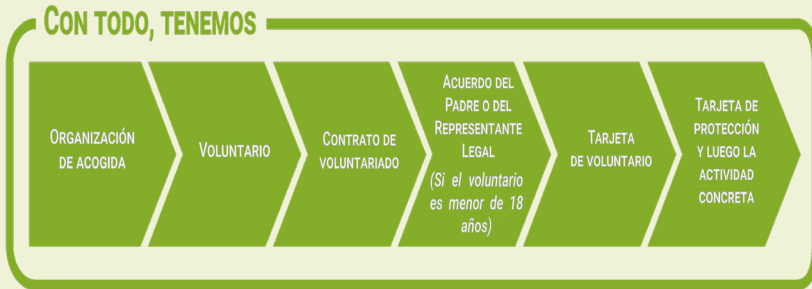 CON TODO, TENEMOS
ORGANIZACIÓN
DE ACOGIDA
VOLUNTARIO
CONTRATO DE
VOLUNTARIADO
ACUERDO DEL
PADRE O DEL
REPRESENTANTE
LEGAL
(Si el voluntario
es menor de 18
años)
TARJETA
DE VOLUNTARIO
TARJETA DE
PROTECCIÓN
Y LUEGO LA
ACTIVIDAD
CONCRETA